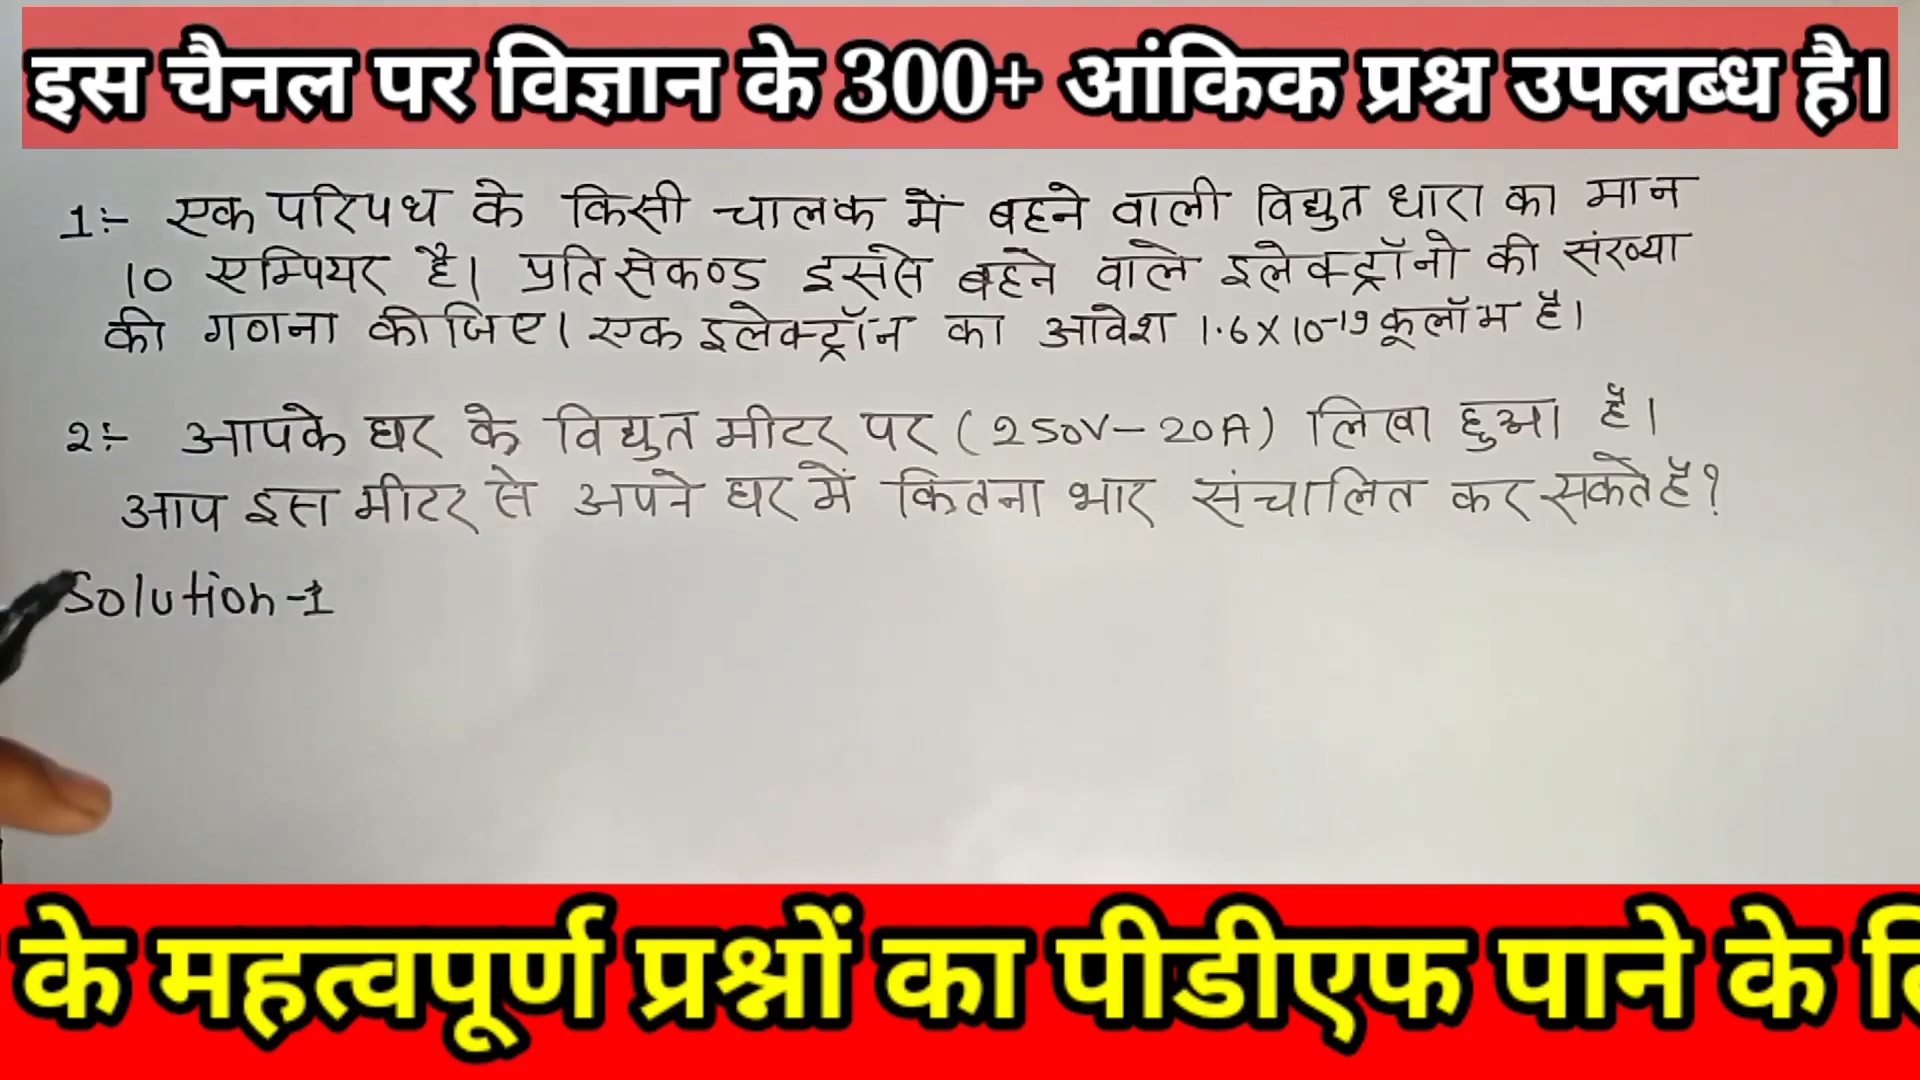 इस चैनल पर विज्ञान के 300+ आंकिक प्रश्न उपलब्ध है।
1:- एक परिपथ के किसी चालक में बहने वाली विद्युत धारा का मान
10 एम्पियर है। प्रति सेकण्ड इससे बहने वाले इलेक्ट्रॉनो की संख्या
की गणना कीजिए। एक इलेक्ट्रॉन का आवेश 1.6×10⁻¹⁹ कूलॉम है।
2:- आपके घर के विद्युत मीटर पर (250V-20A) लिखा हुआ है।
आप इस मीटर से अपने घर में कितना भार संचालित कर सकते हैं?
Solution-1
के महत्वपूर्ण प्रश्नों का पीडीएफ पाने के